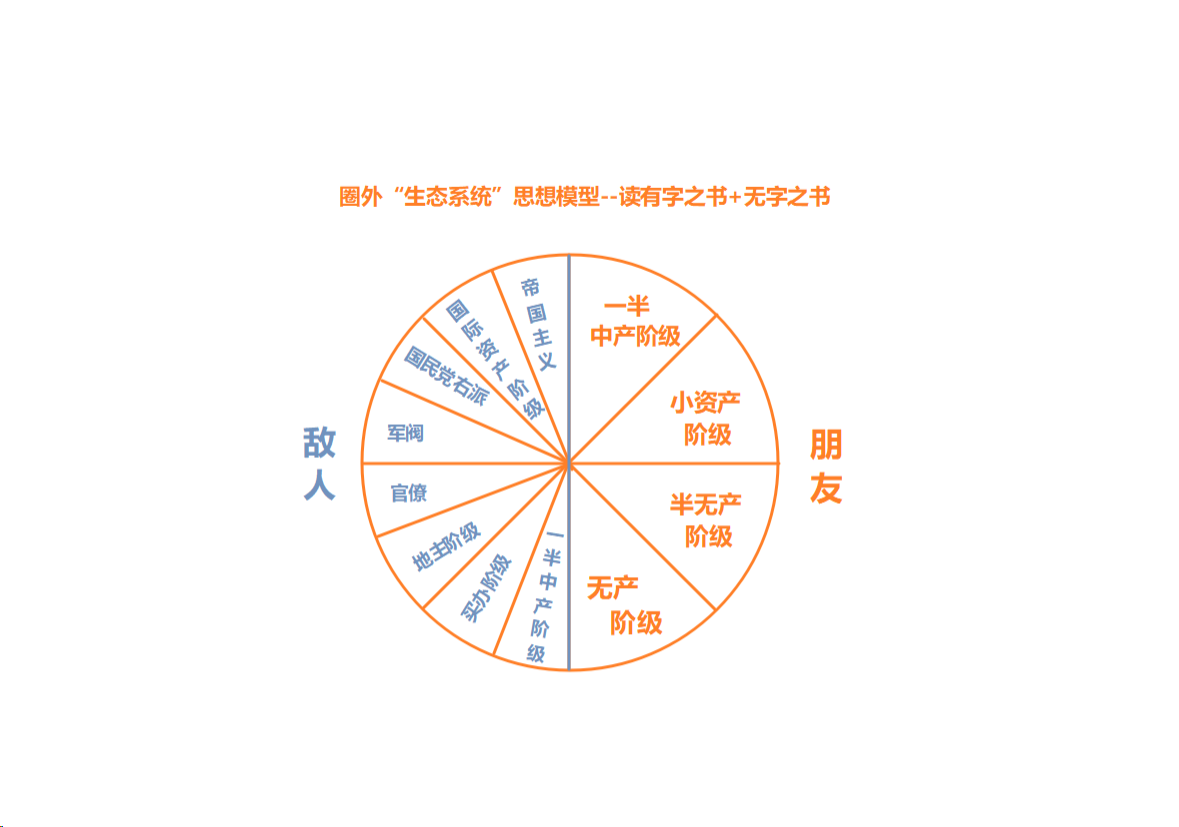 圈外“生态系统”思想模型--读有字之书+无字之书
帝国主义
国际资产阶级
国民党右派
军阀
官僚
地主阶级
买办阶级
一半中产阶级
敌人
一半
中产阶级
小资产
阶级
半无产
阶级
无产
阶级
朋友